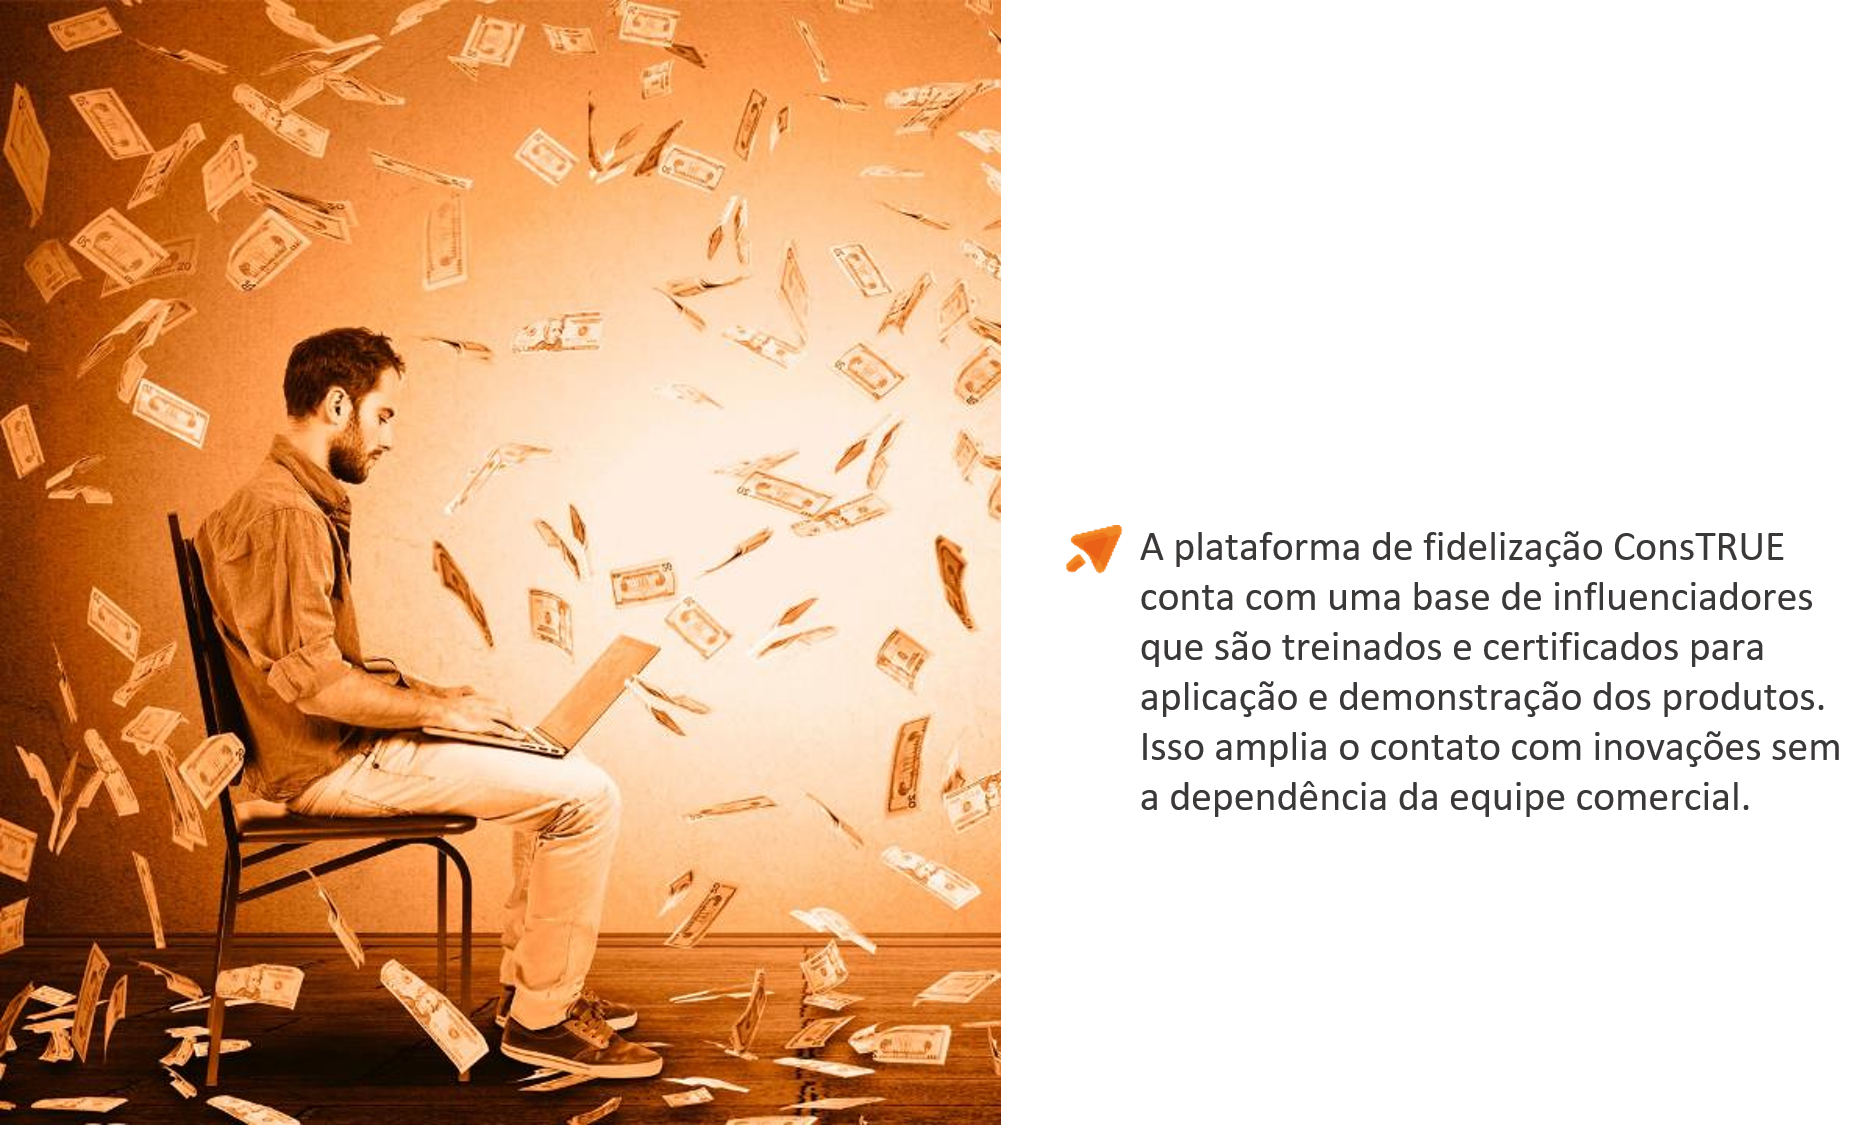 A plataforma de fidelização ConsTRUE
conta com uma base de influenciadores
que são treinados e certificados para
aplicação e demonstração dos produtos.
Isso amplia o contato com inovações sem
a dependência da equipe comercial.